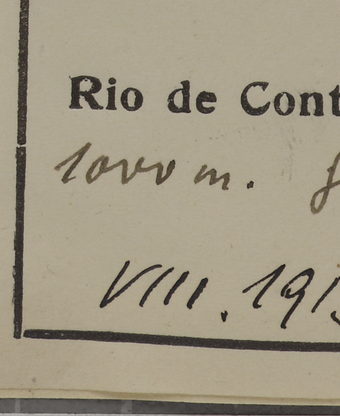 Rio de Cont
1000 m.
VIII. 191